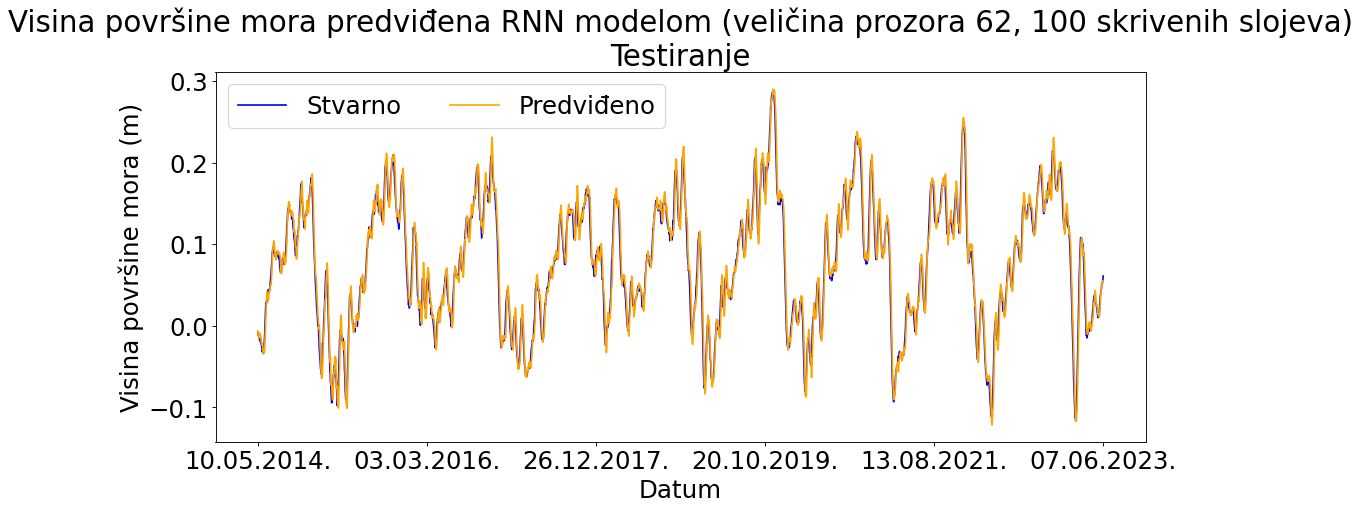 Visina površine mora predviđena RNN modelom (veličina prozora 62, 100 skrivenih slojeva)
Testiranje
Stvarno
Predviđeno
Visina površine mora (m)
0.3
0.2
0.1
0.0
−0.1
10.05.2014.
03.03.2016.
26.12.2017.
20.10.2019.
13.08.2021.
07.06.2023.
Datum